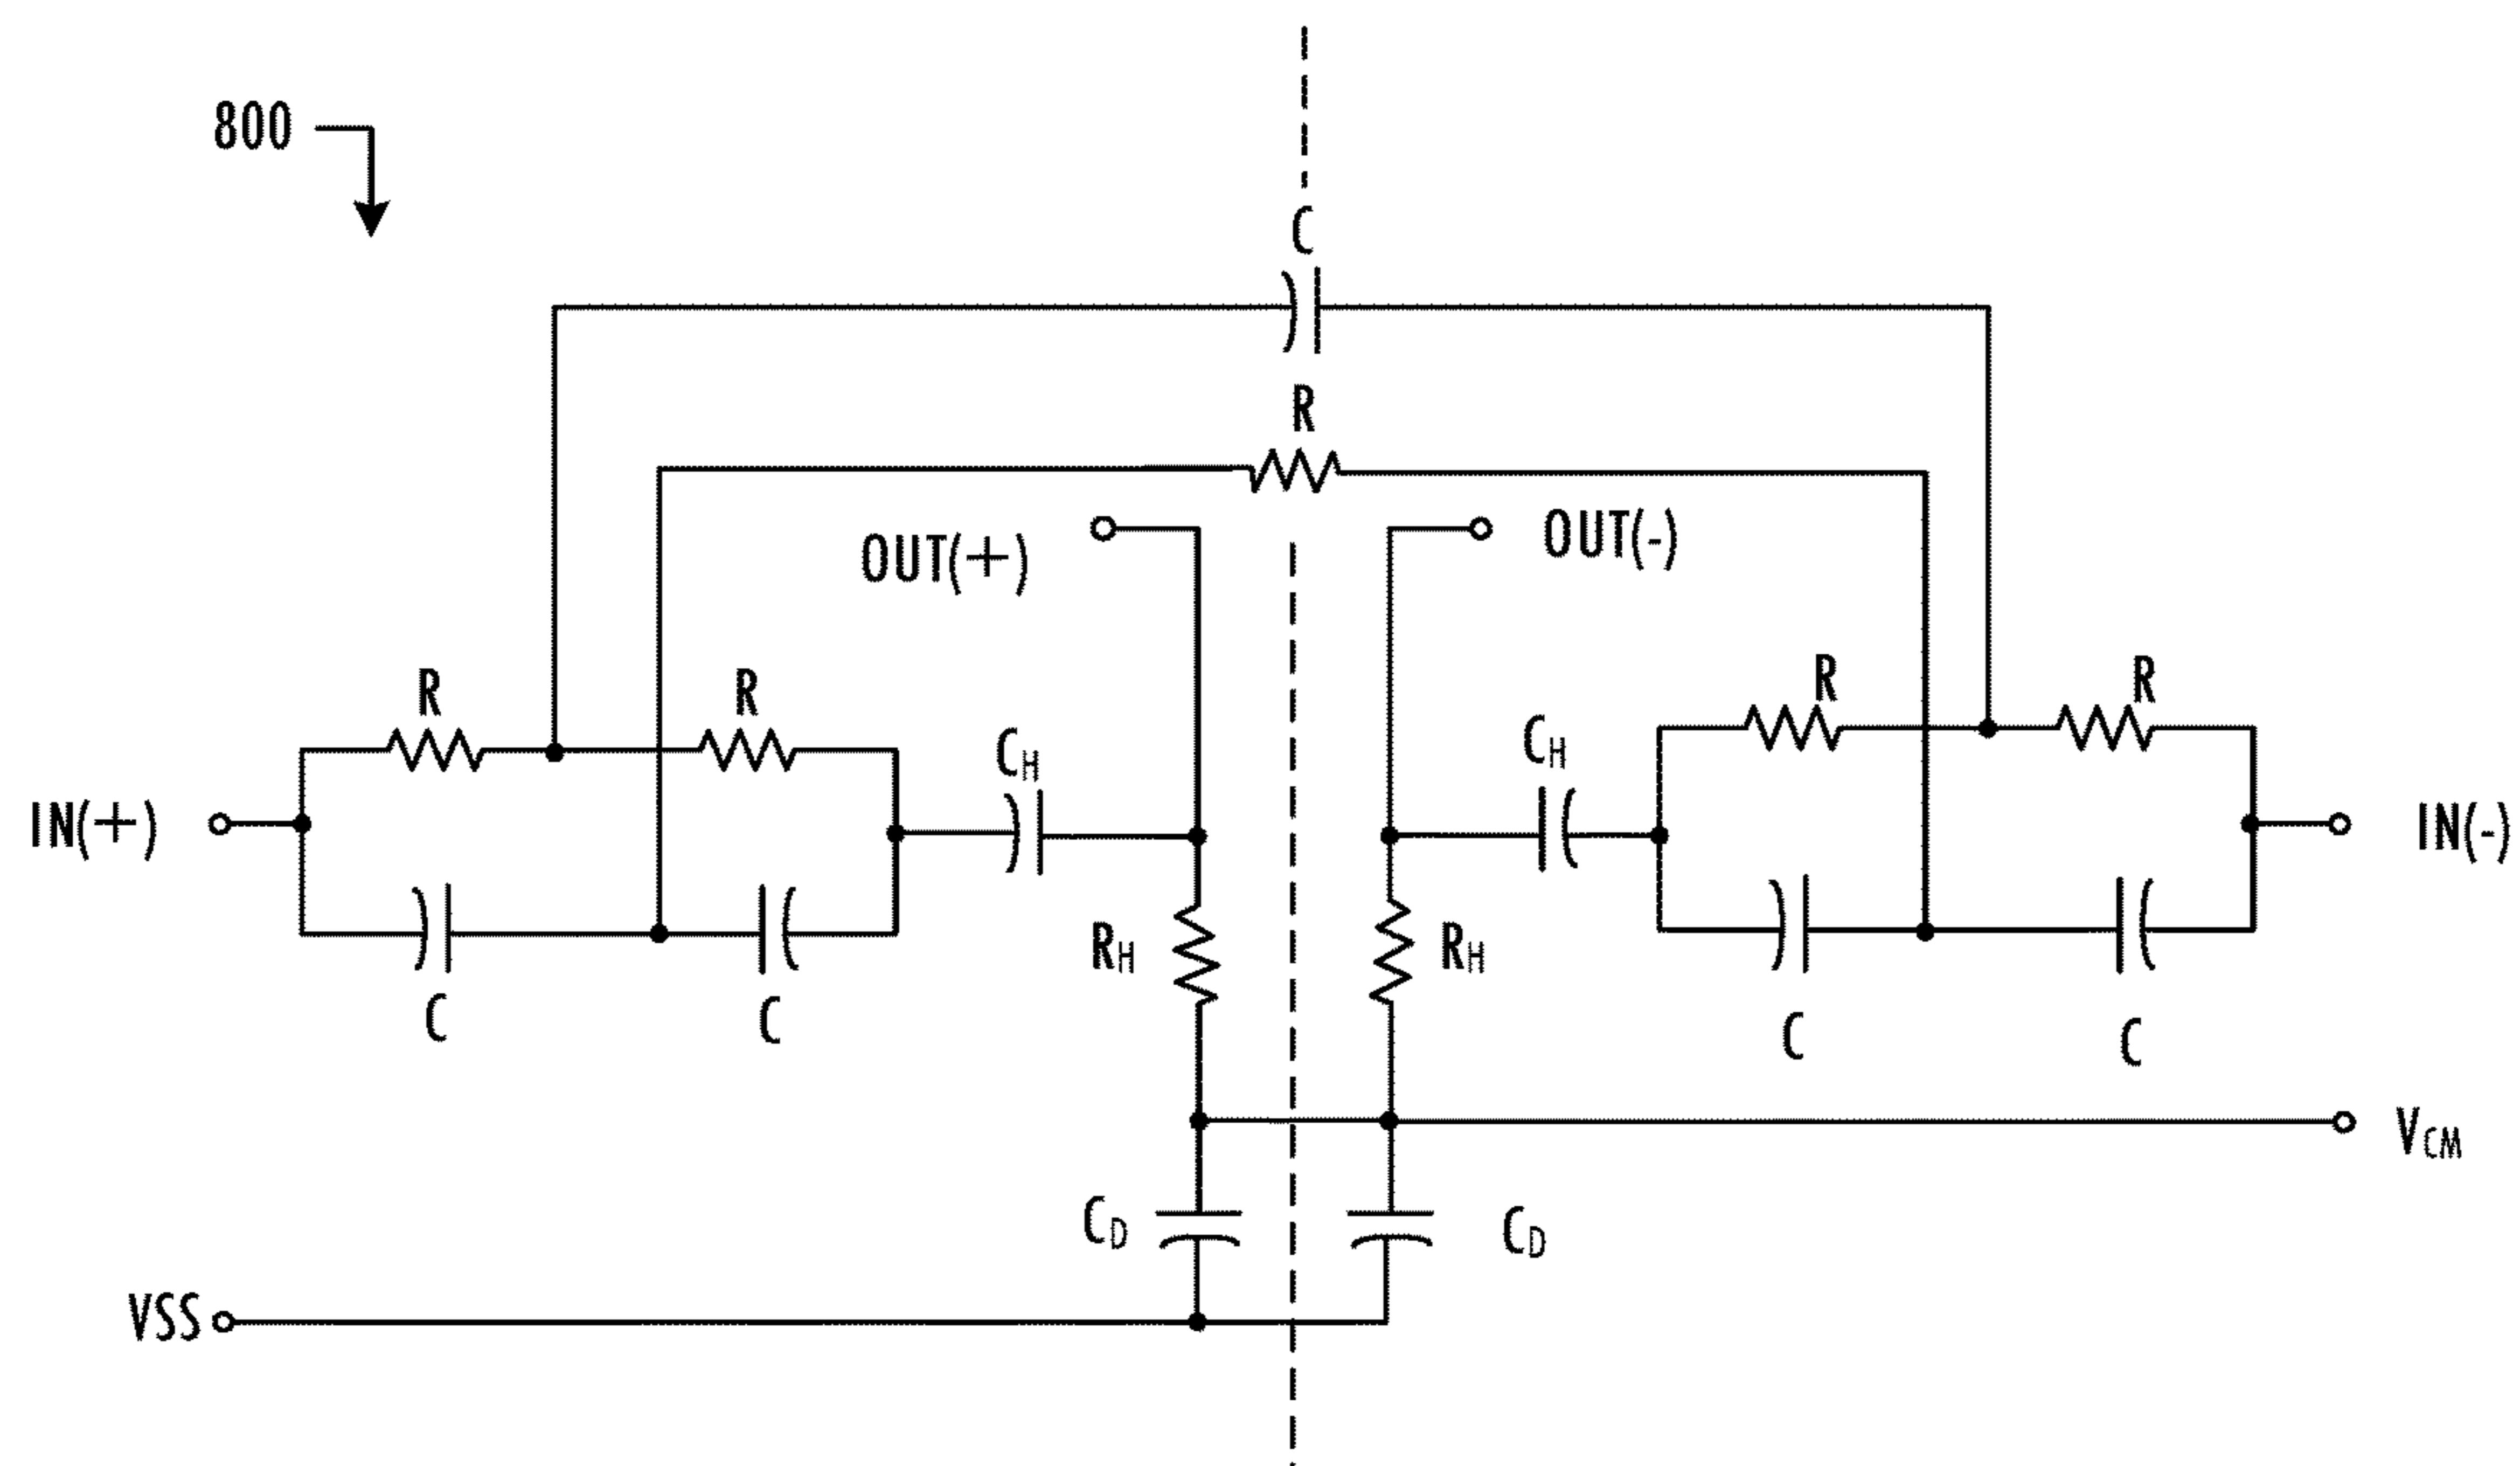 800
C
R
OUT(+)
OUT(-)
R
R
R
R
CH
CH
IN(+)
IN(-)
RH
RH
C
C
C
C
VCM
CD
CD
VSS